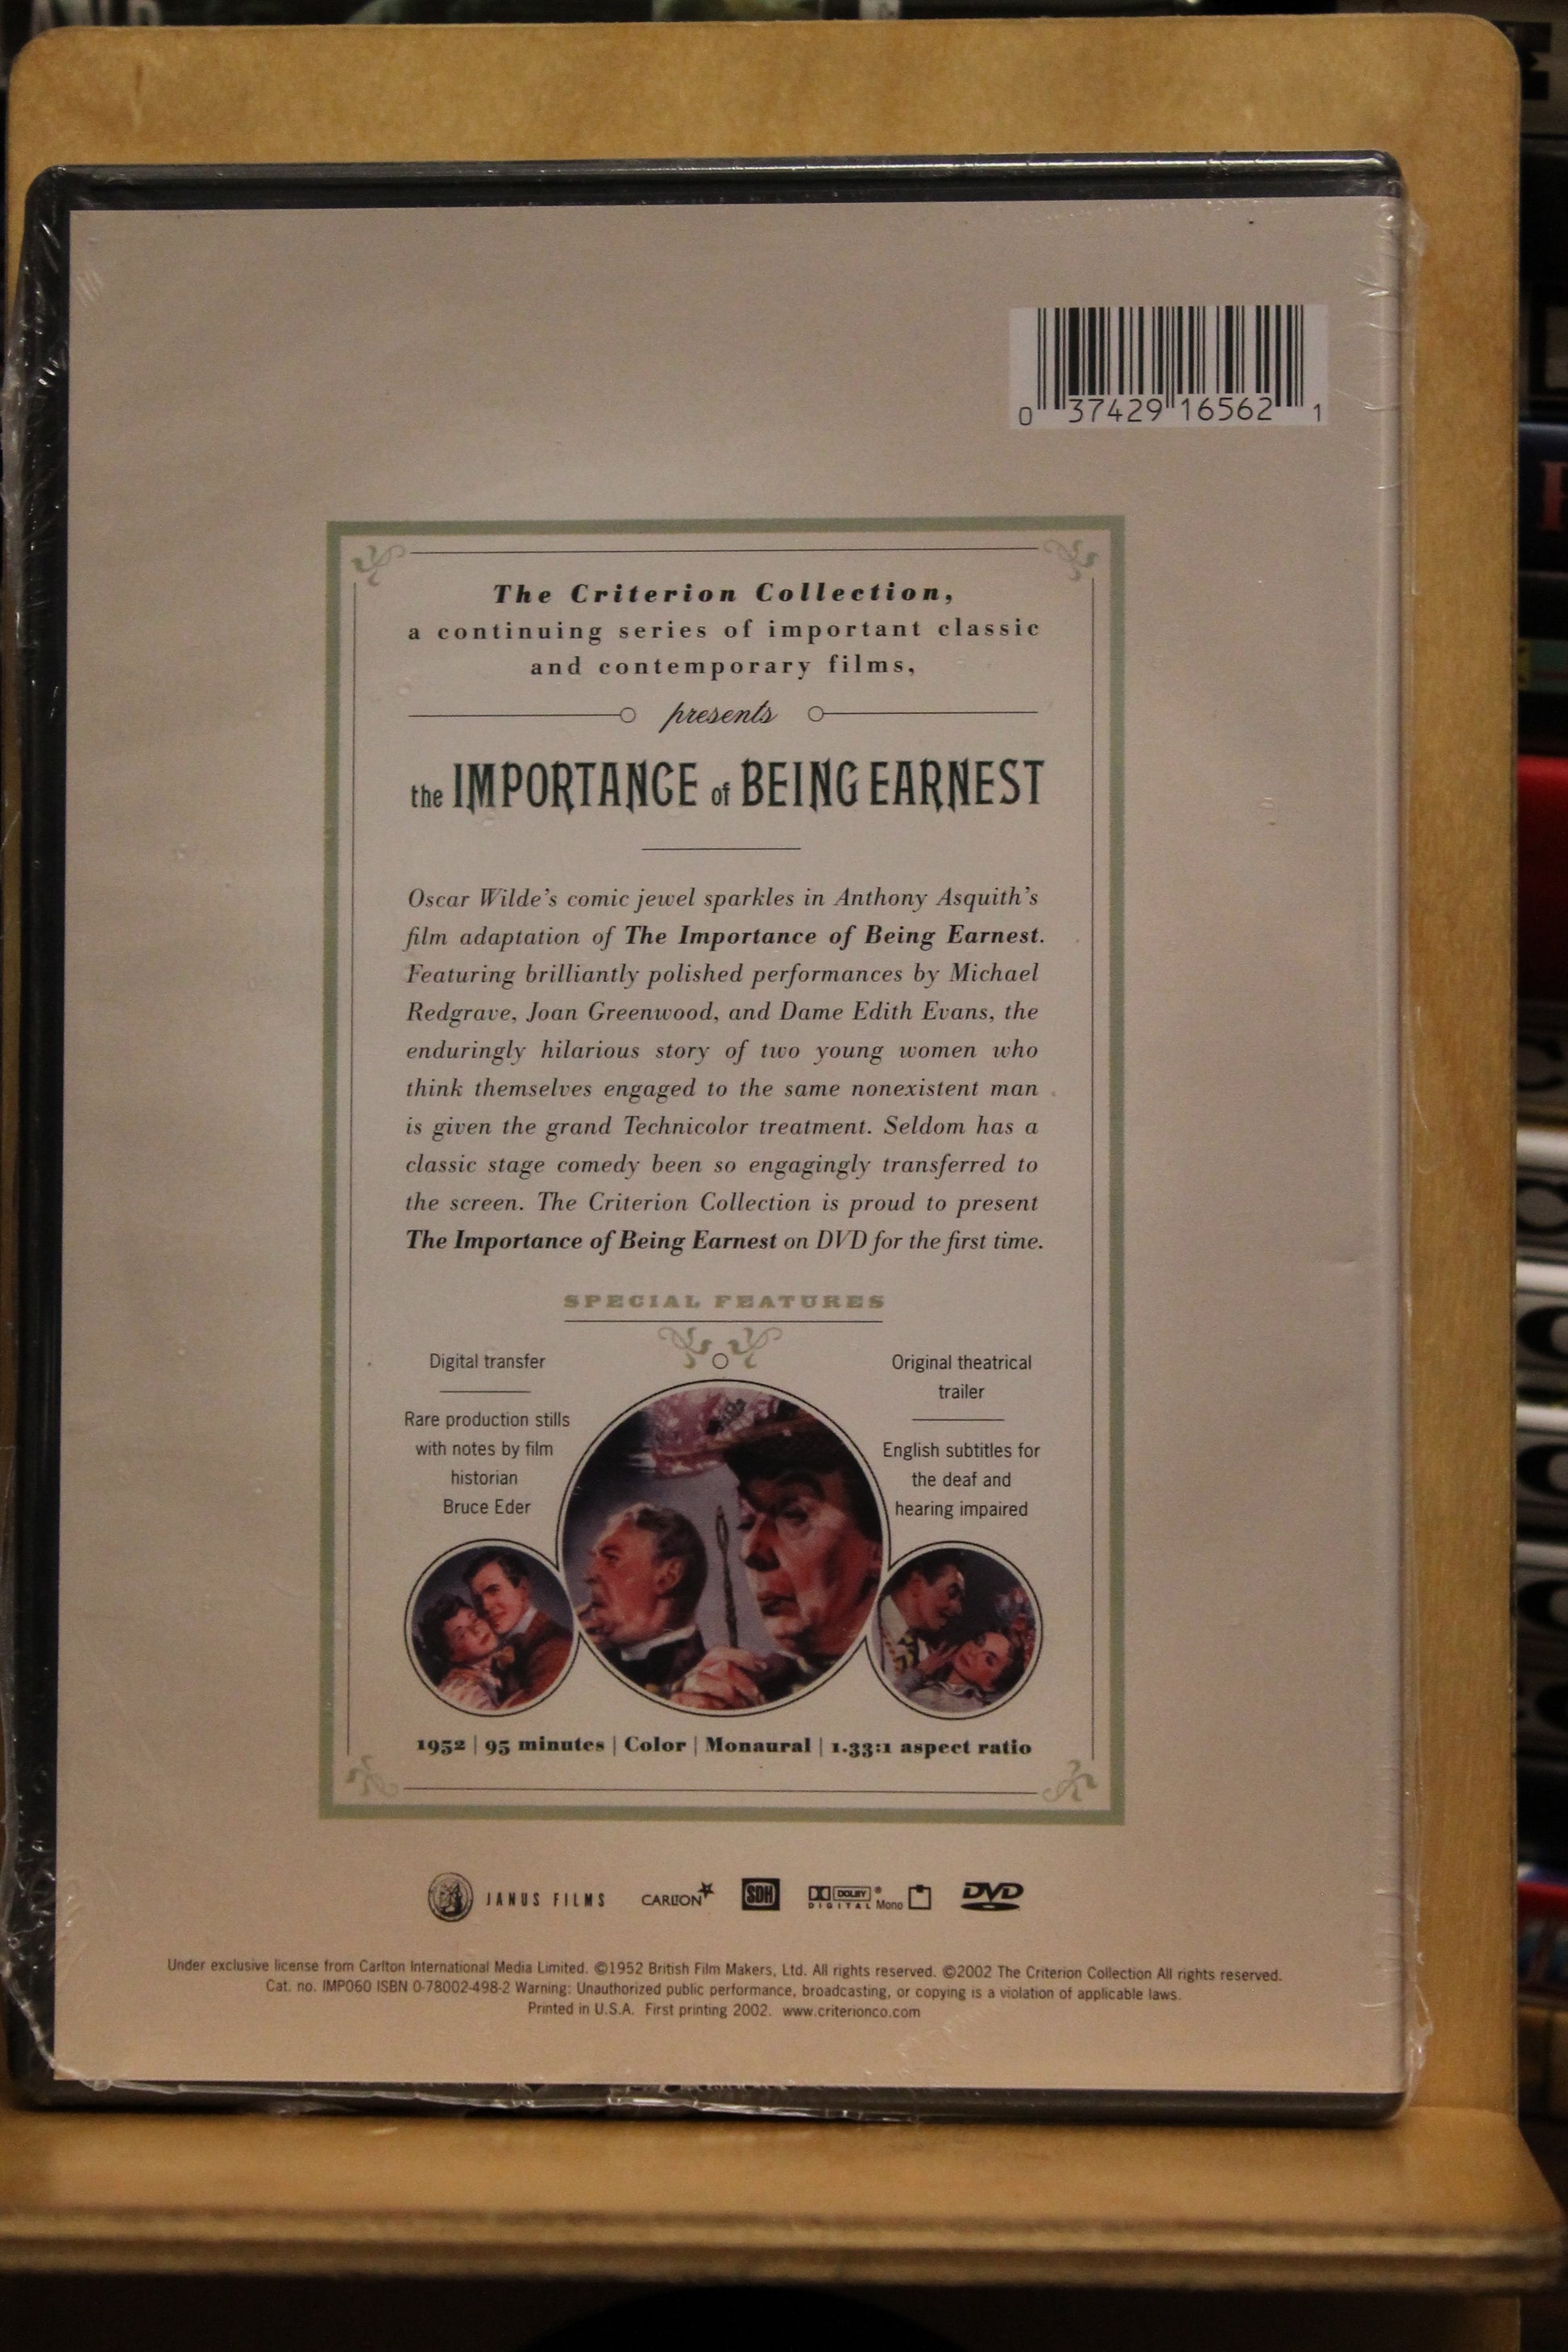 0 37429 16562 1
The Criterion Collection,
a continuing series of important classic
and contemporary films,
presents
the IMPORTANCE of BEING EARNEST
Oscar Wilde's comic jewel sparkles in Anthony Asquith's
film adaptation of The Importance of Being Earnest.
Featuring brilliantly polished performances by Michael
Redgrave, Joan Greenwood, and Dame Edith Evans, the
enduringly hilarious story of two young women who
think themselves engaged to the same nonexistent man
is given the grand Technicolor treatment. Seldom has a
classic stage comedy been so engagingly transferred to
the screen. The Criterion Collection is proud to present
The Importance of Being Earnest on DVD for the first time.
SPECIAL FEATURES
Digital transfer
Rare production stills
with notes by film
historian
Bruce Eder
Original theatrical
trailer
English subtitles for
the deaf and
hearing impaired
1952 | 95 minutes | Color | Monaural | 1.33:1 aspect ratio
JANUS FILMS CARLTON SDH DOLBY DIGITAL ® Mono DVD
Under exclusive license from Carlton International Media Limited. ©1952 British Film Makers, Ltd. All rights reserved. ©2002 The Criterion Collection All rights reserved.
Cat. no. IMP060 ISBN 0-78002-498-2 Warning: Unauthorized public performance, broadcasting, or copying is a violation of applicable laws.
Printed in U.S.A. First printing 2002. www.criterionco.com